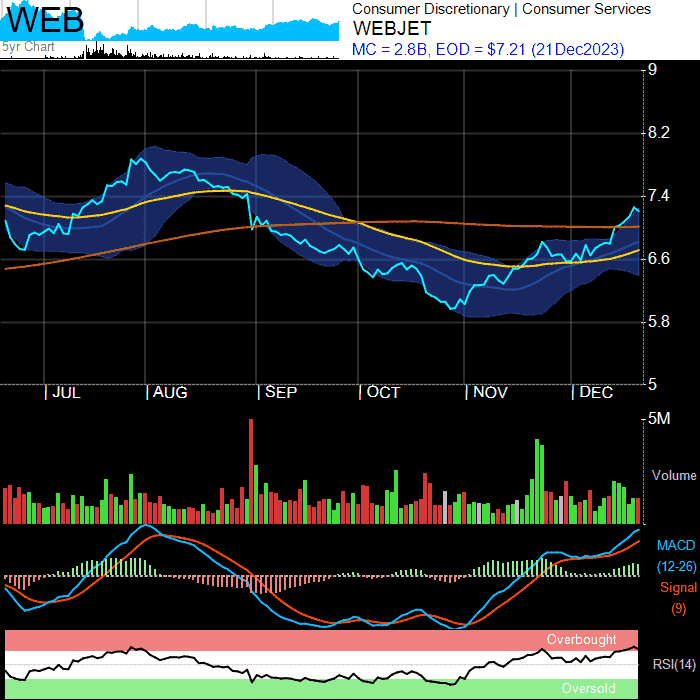 WEB
5yr Chart
Consumer Discretionary | Consumer Services
WEBJET
MC = 2.8B, EOD = $7.21 (21Dec2023)
9
8.2
7.4
6.6
5.8
5
JUL
AUG
SEP
OCT
NOV
DEC
5M
Volume
MACD
(12-26)
Signal
(9)
Overbought
RSI(14)
Oversold